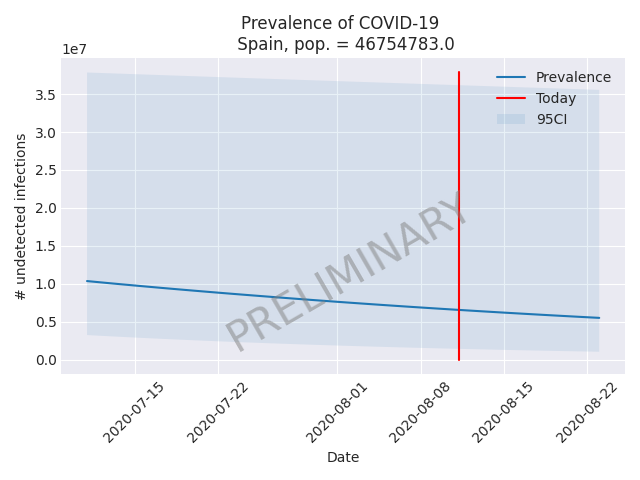 Prevalence of COVID-19
Spain, pop. = 46754783.0
1e7
3.5
3.0
2.5
2.0
1.5
1.0
0.5
0.0
# undetected infections
Prevalence
Today
95CI
PRELIMINARY
2020-07-15
2020-07-22
2020-08-01
2020-08-08
2020-08-15
2020-08-22
Date